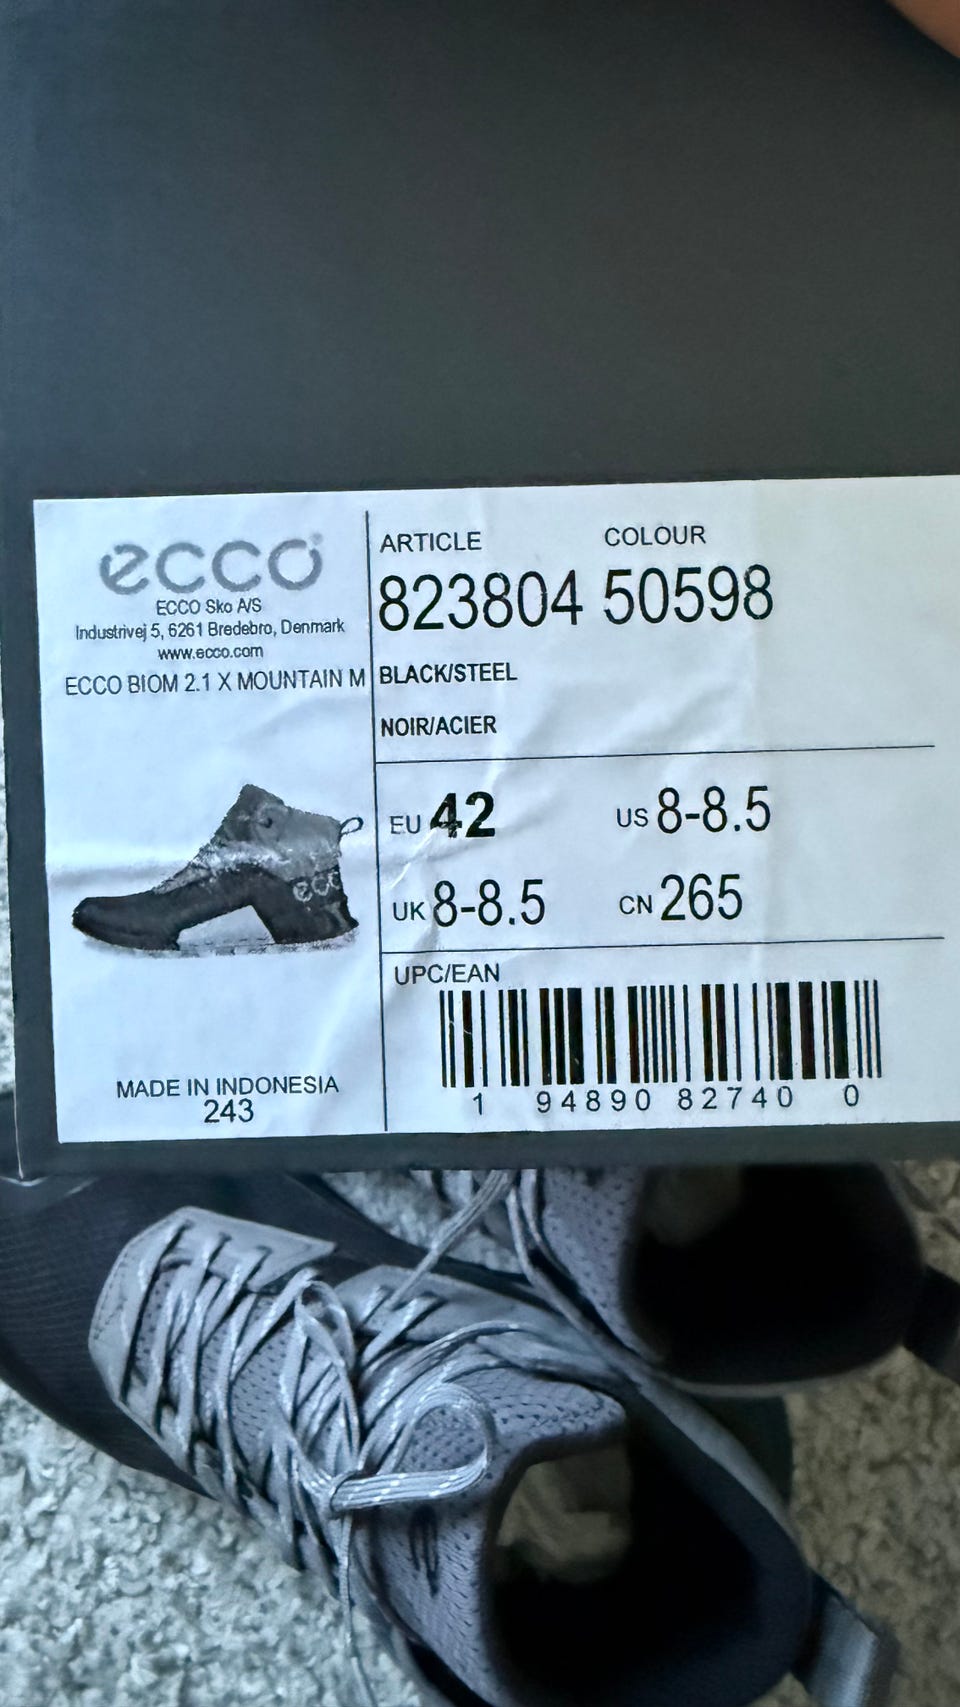 ecco
ECCO Sko A/S
Industrivej 5, 6261 Bredebro, Denmark
www.ecco.com
ECCO BIOM 2.1 X MOUNTAIN M
MADE IN INDONESIA
243
ARTICLE COLOUR
823804 50598
BLACK/STEEL
NOIR/ACIER
EU 42 US 8-8.5
UK 8-8.5 CN 265
UPC/EAN
1 94890 82740 0